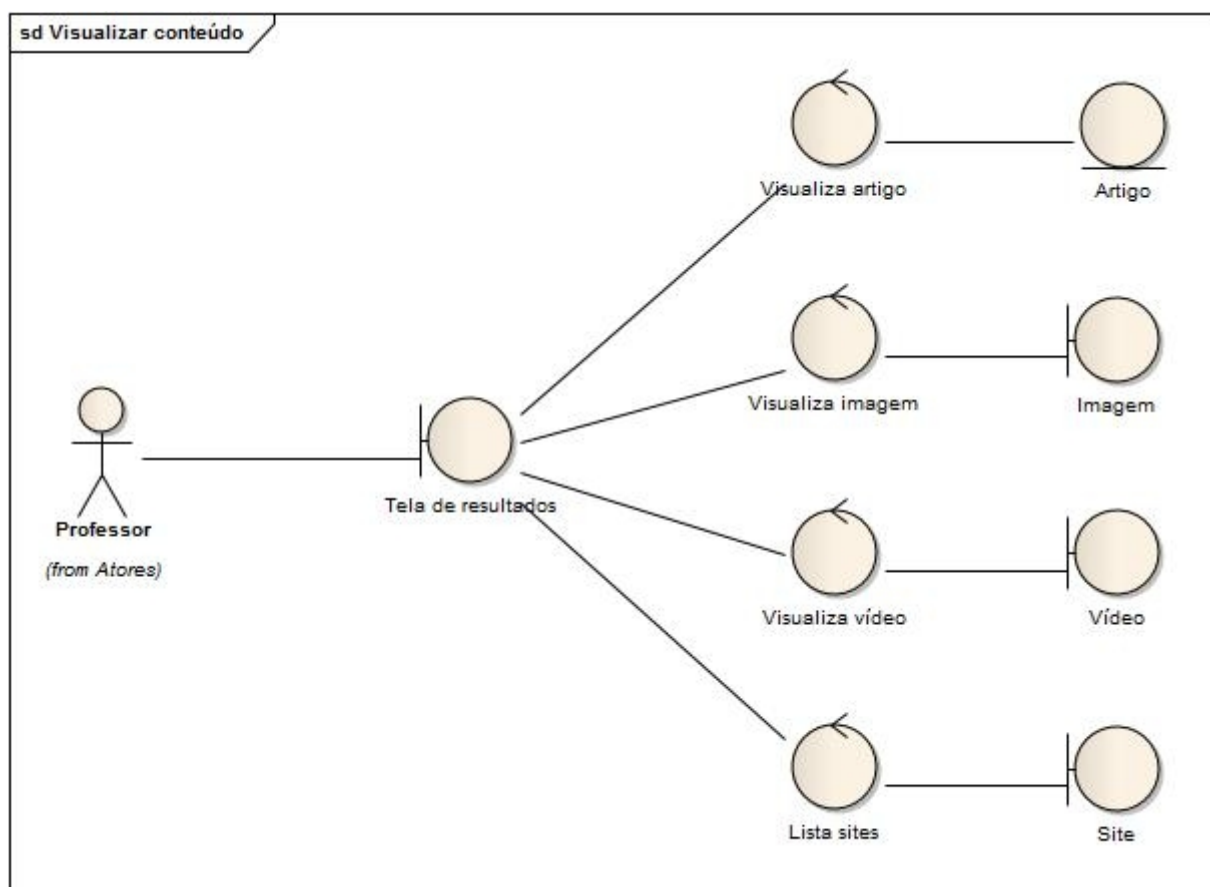 sd Visualizar conteúdo
Visualiza artigo
Artigo
Visualiza imagem
Imagem
Tela de resultados
Professor
(from Atores)
Visualiza vídeo
Vídeo
Lista sites
Site